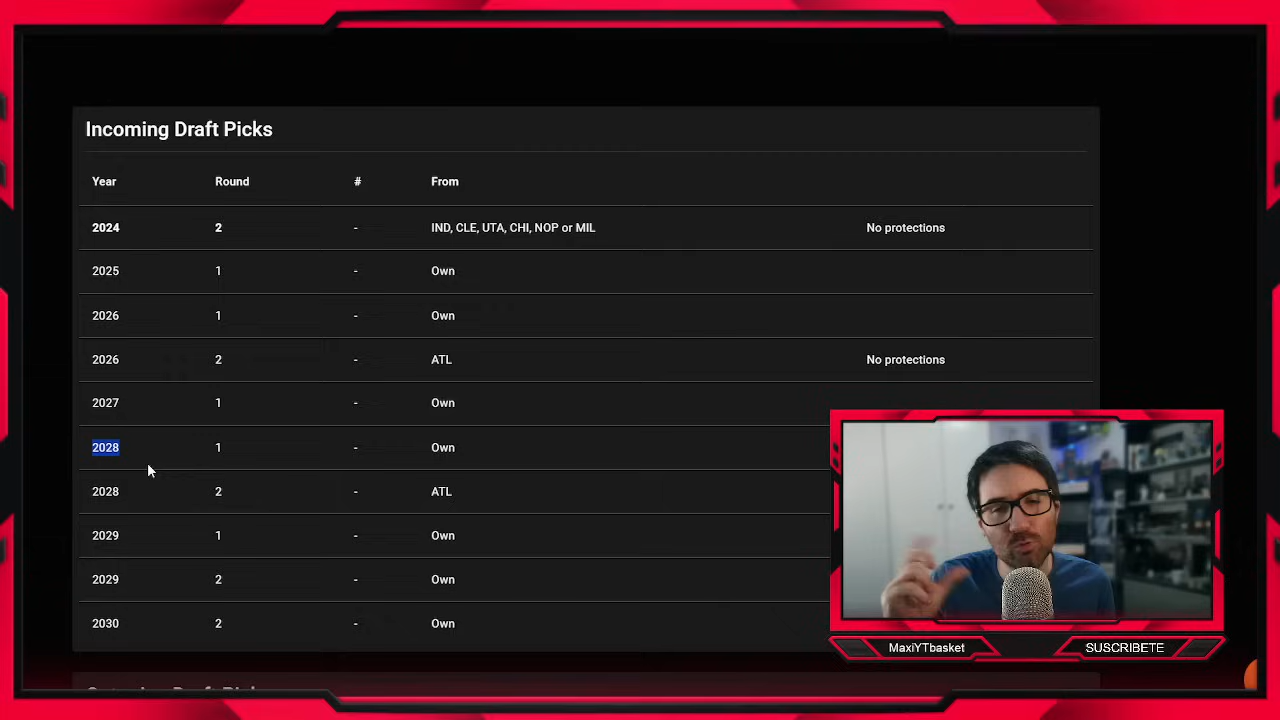 Incoming Draft Picks
Year Round # From
2024 2 - IND, CLE, UTA, CHI, NOP or MIL No protections
2025 1 - Own
2026 1 - Own
2026 2 - ATL No protections
2027 1 - Own
2028 1 - Own
2028 2 - ATL
2029 1 - Own
2029 2 - Own
2030 2 - Own
MaxiYTbasket SUSCRIBETE